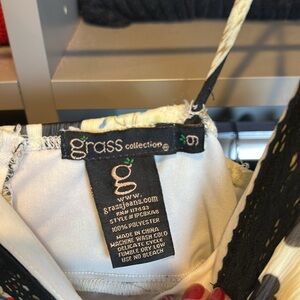 grass collection®
9
g
www.
grassjeans.com
100% POLYESTER
MADE IN CHINA
MACHINE WASH COLD
DELICATE CYCLE
TUMBLE DRY LOW
USE NO BLEACH